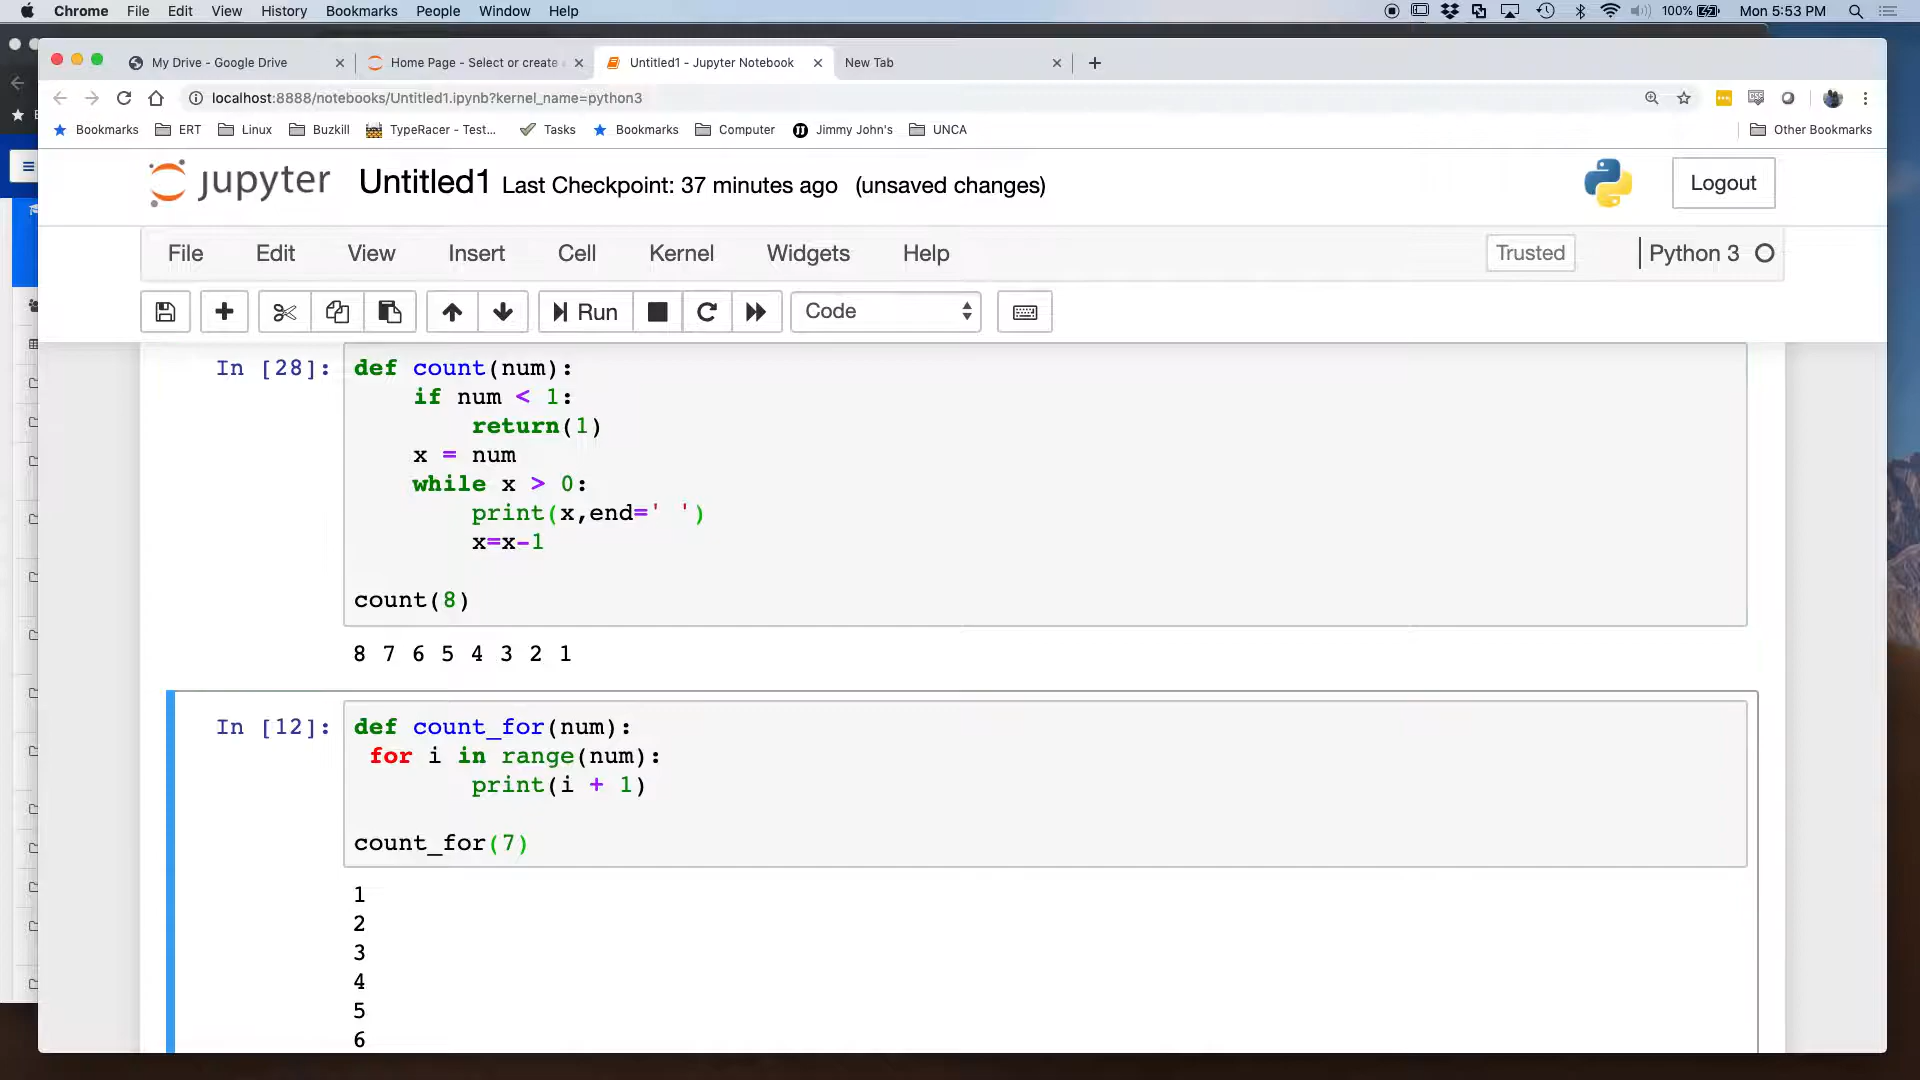 Chrome File Edit View History Bookmarks People Window Help 100% Mon 5:53 PM
My Drive - Google Drive Home Page - Select or create Untitled1 - Jupyter Notebook New Tab
localhost:8888/notebooks/Untitled1.ipynb?kernel_name=python3
Bookmarks ERT Linux Buzkill TypeRacer - Test... Tasks Bookmarks Computer Jimmy John's UNCA Other Bookmarks
jupyter Untitled1 Last Checkpoint: 37 minutes ago (unsaved changes) Logout
File Edit View Insert Cell Kernel Widgets Help Trusted Python 3
Run Code
In [28]: def count(num):
    if num < 1:
        return(1)
    x = num
    while x > 0:
        print(x,end=' ')
        x=x-1
count(8)
8 7 6 5 4 3 2 1
In [12]: def count_for(num):
 for i in range(num):
        print(i + 1)
count_for(7)
1
2
3
4
5
6